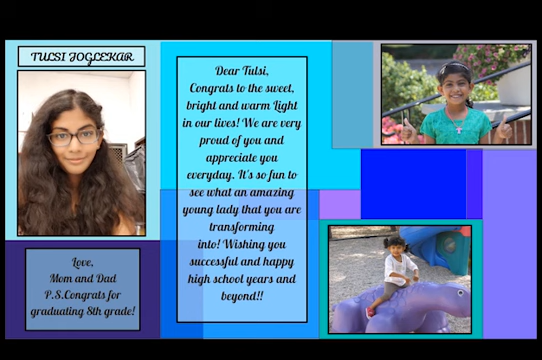 TULSI JOGLEKAR
Dear Tulsi,
Congrats to the sweet,
bright and warm Light
in our lives! We are very
proud of you and
appreciate you
everyday. It's so fun to
see what an amazing
young lady that you are
transforming
into! Wishing you
successful and happy
high school years and
beyond!!
Love,
Mom and Dad
P.S.Congrats for
graduating 8th grade!